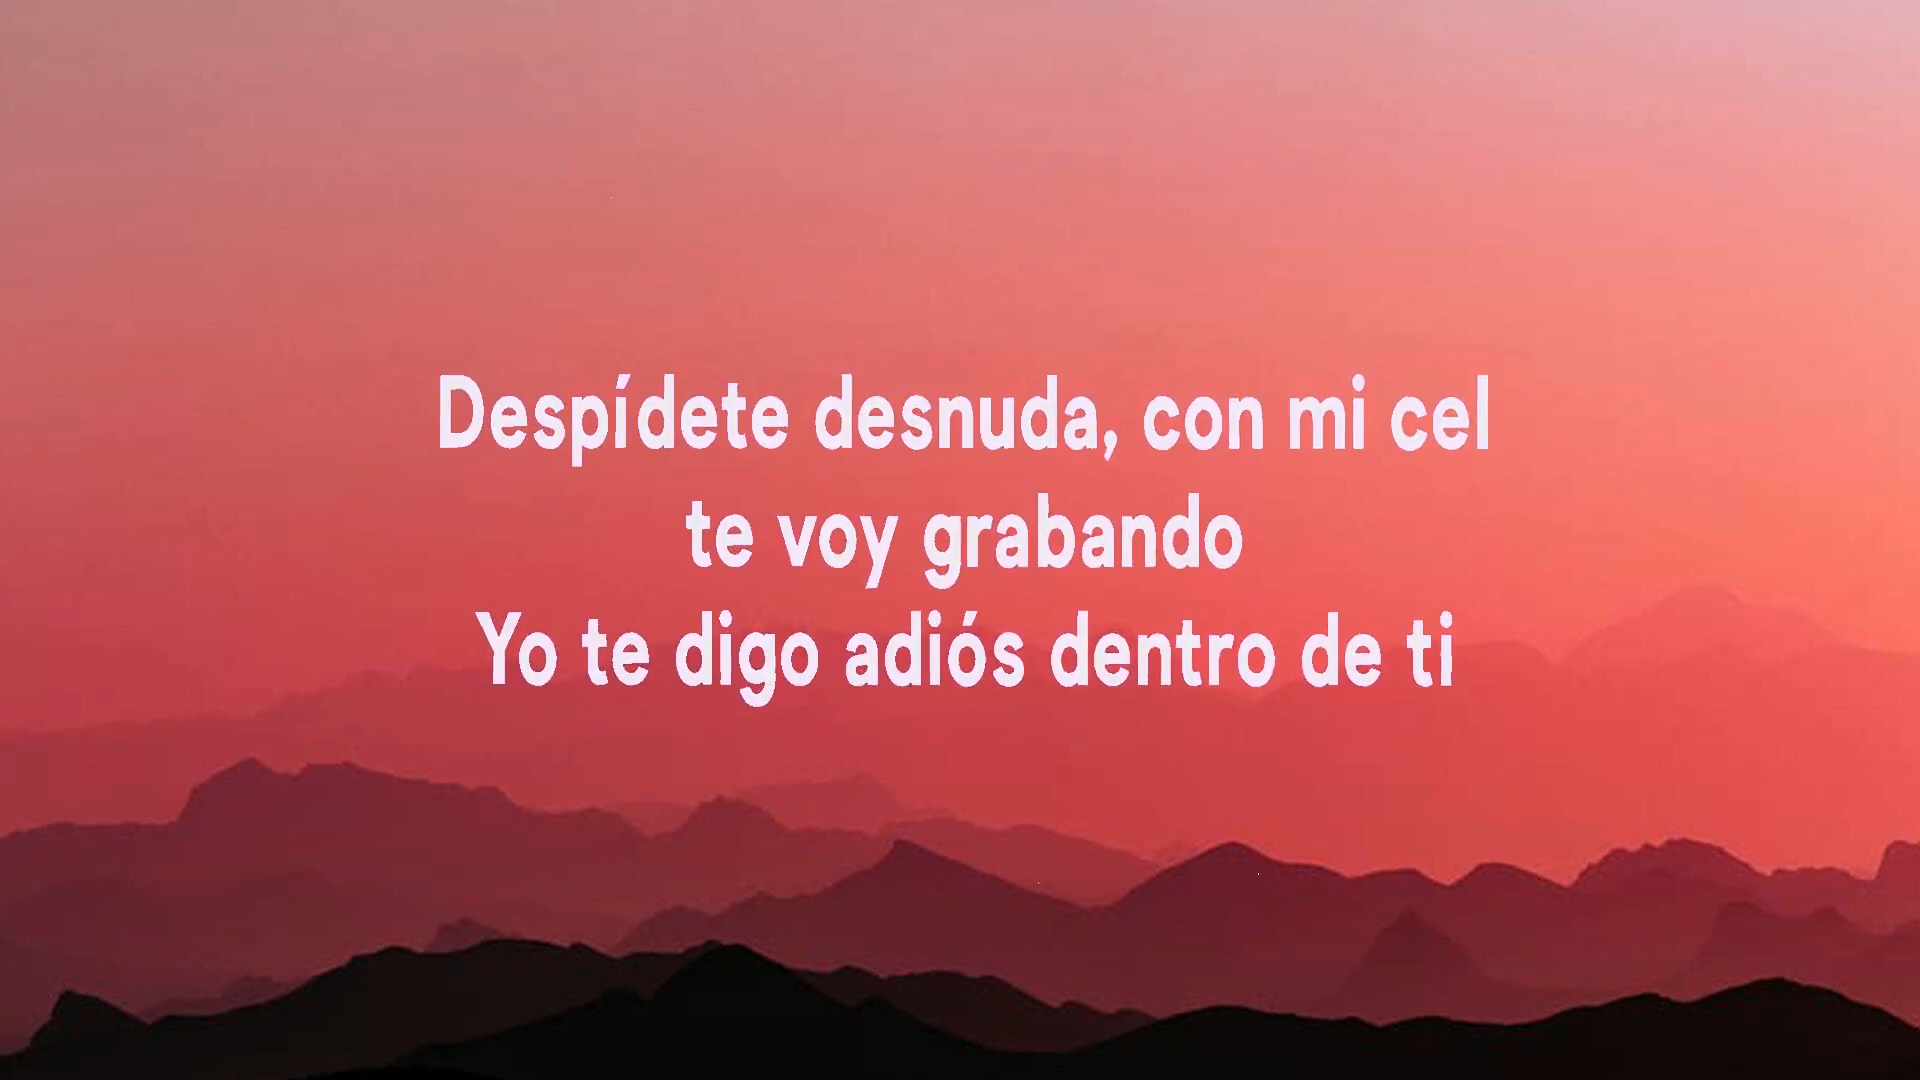 Despídete desnuda, con mi cel
te voy grabando
Yo te digo adiós dentro de ti